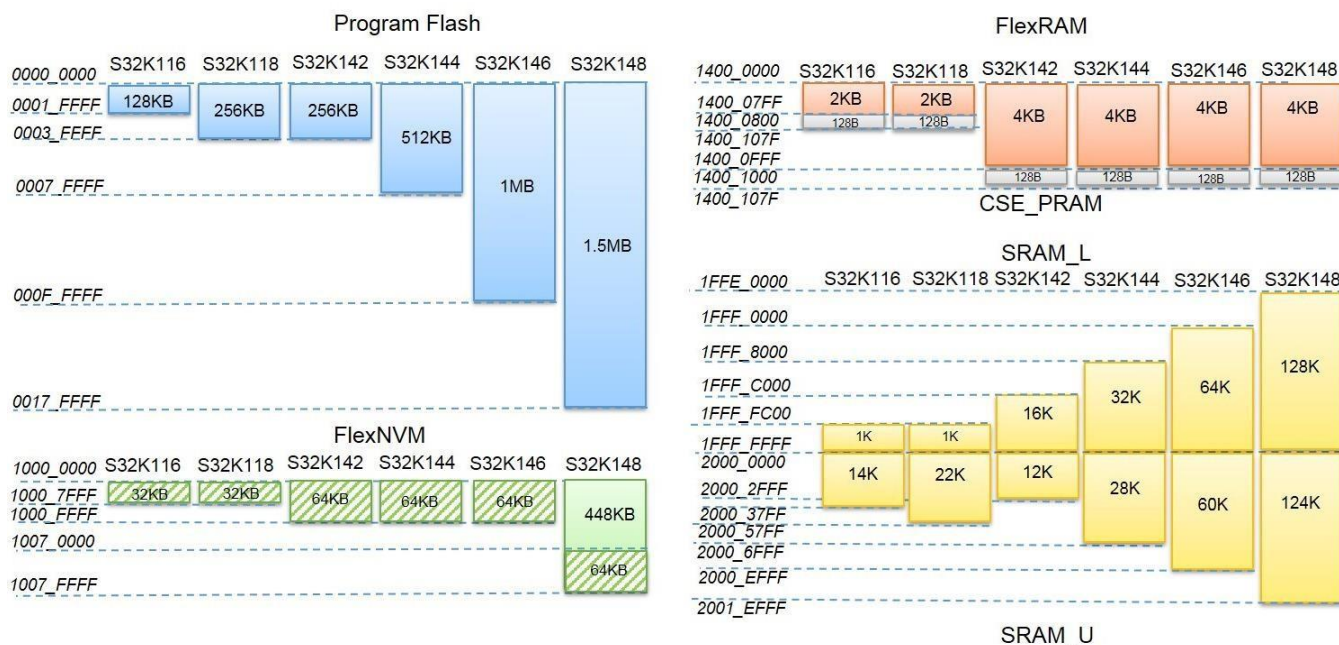 Program Flash
S32K116 S32K118 S32K142 S32K144 S32K146 S32K148
0000_0000
0001_FFFF
0003_FEFF
0007_FFFF
000F_FFFF
0017_FFFF
128KB
256KB
256KB
512KB
1MB
1.5MB
FlexNVM
S32K116 S32K118 S32K142 S32K144 S32K146 S32K148
1000_0000
1000_7FFF
1000_FFFF
1007_0000
1007_FFFF
32KB
32KB
64KB
64KB
64KB
448KB
64KB
FlexRAM
S32K116 S32K118 S32K142 S32K144 S32K146 S32K148
1400_0000
1400_07FF
1400_0800
1400_107F
1400_0FFF
1400_1000
1400_107F
2KB
2KB
4KB
4KB
4KB
4KB
128B
128B
128B
128B
128B
128B
CSE_PRAM
SRAM_L
S32K116 S32K118 S32K142 S32K144 S32K146 S32K148
1FFE_0000
1FFF_0000
1FFF_8000
1FFF_C000
1FFF_FC00
1FFF_FFFF
2000_0000
2000_2FFF
2000_37FF
2000_57FF
2000_6FFF
2000_EFFF
2001_EFFF
1K
1K
16K
32K
64K
128K
14K
22K
12K
28K
60K
124K
SRAM_U